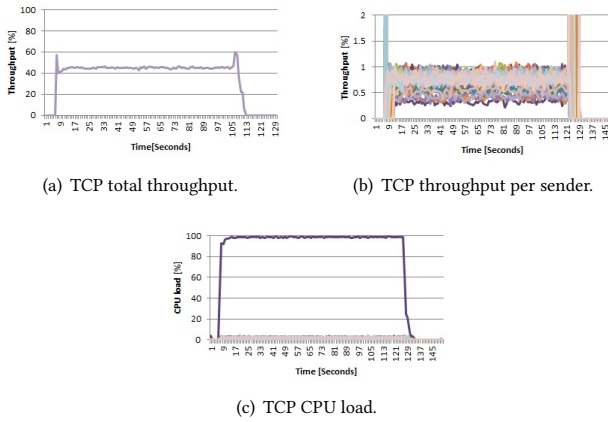 100
80
60
40
20
0
Throughput [%]
1 9 17 25 33 41 49 57 65 73 81 89 97 105 113 121 129
Time[Seconds]
(a) TCP total throughput.
2
1.5
1
0.5
0
Throughput [%]
1 9 17 25 33 41 49 57 65 73 81 89 97 105 113 121 129 137 145
Time [Seconds]
(b) TCP throughput per sender.
100
80
60
40
20
0
CPU load [%]
1 9 17 25 33 41 49 57 65 73 81 89 97 105 113 121 129 137 145
Time [Seconds]
(c) TCP CPU load.